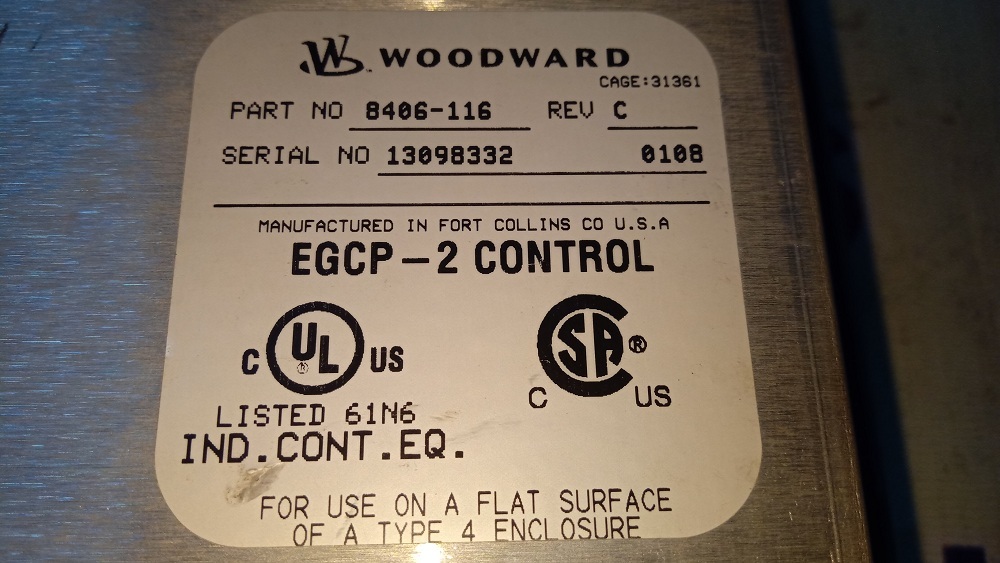 WOODWARD
CAGE:31361
PART NO 8406-116 REV C
SERIAL NO 13098332 0108
MANUFACTURED IN FORT COLLINS CO U.S.A
EGCP-2 CONTROL
C UL ® US
SA ®
C US
LISTED 61N6
IND.CONT.EQ.
FOR USE ON A FLAT SURFACE
OF A TYPE 4 ENCLOSURE